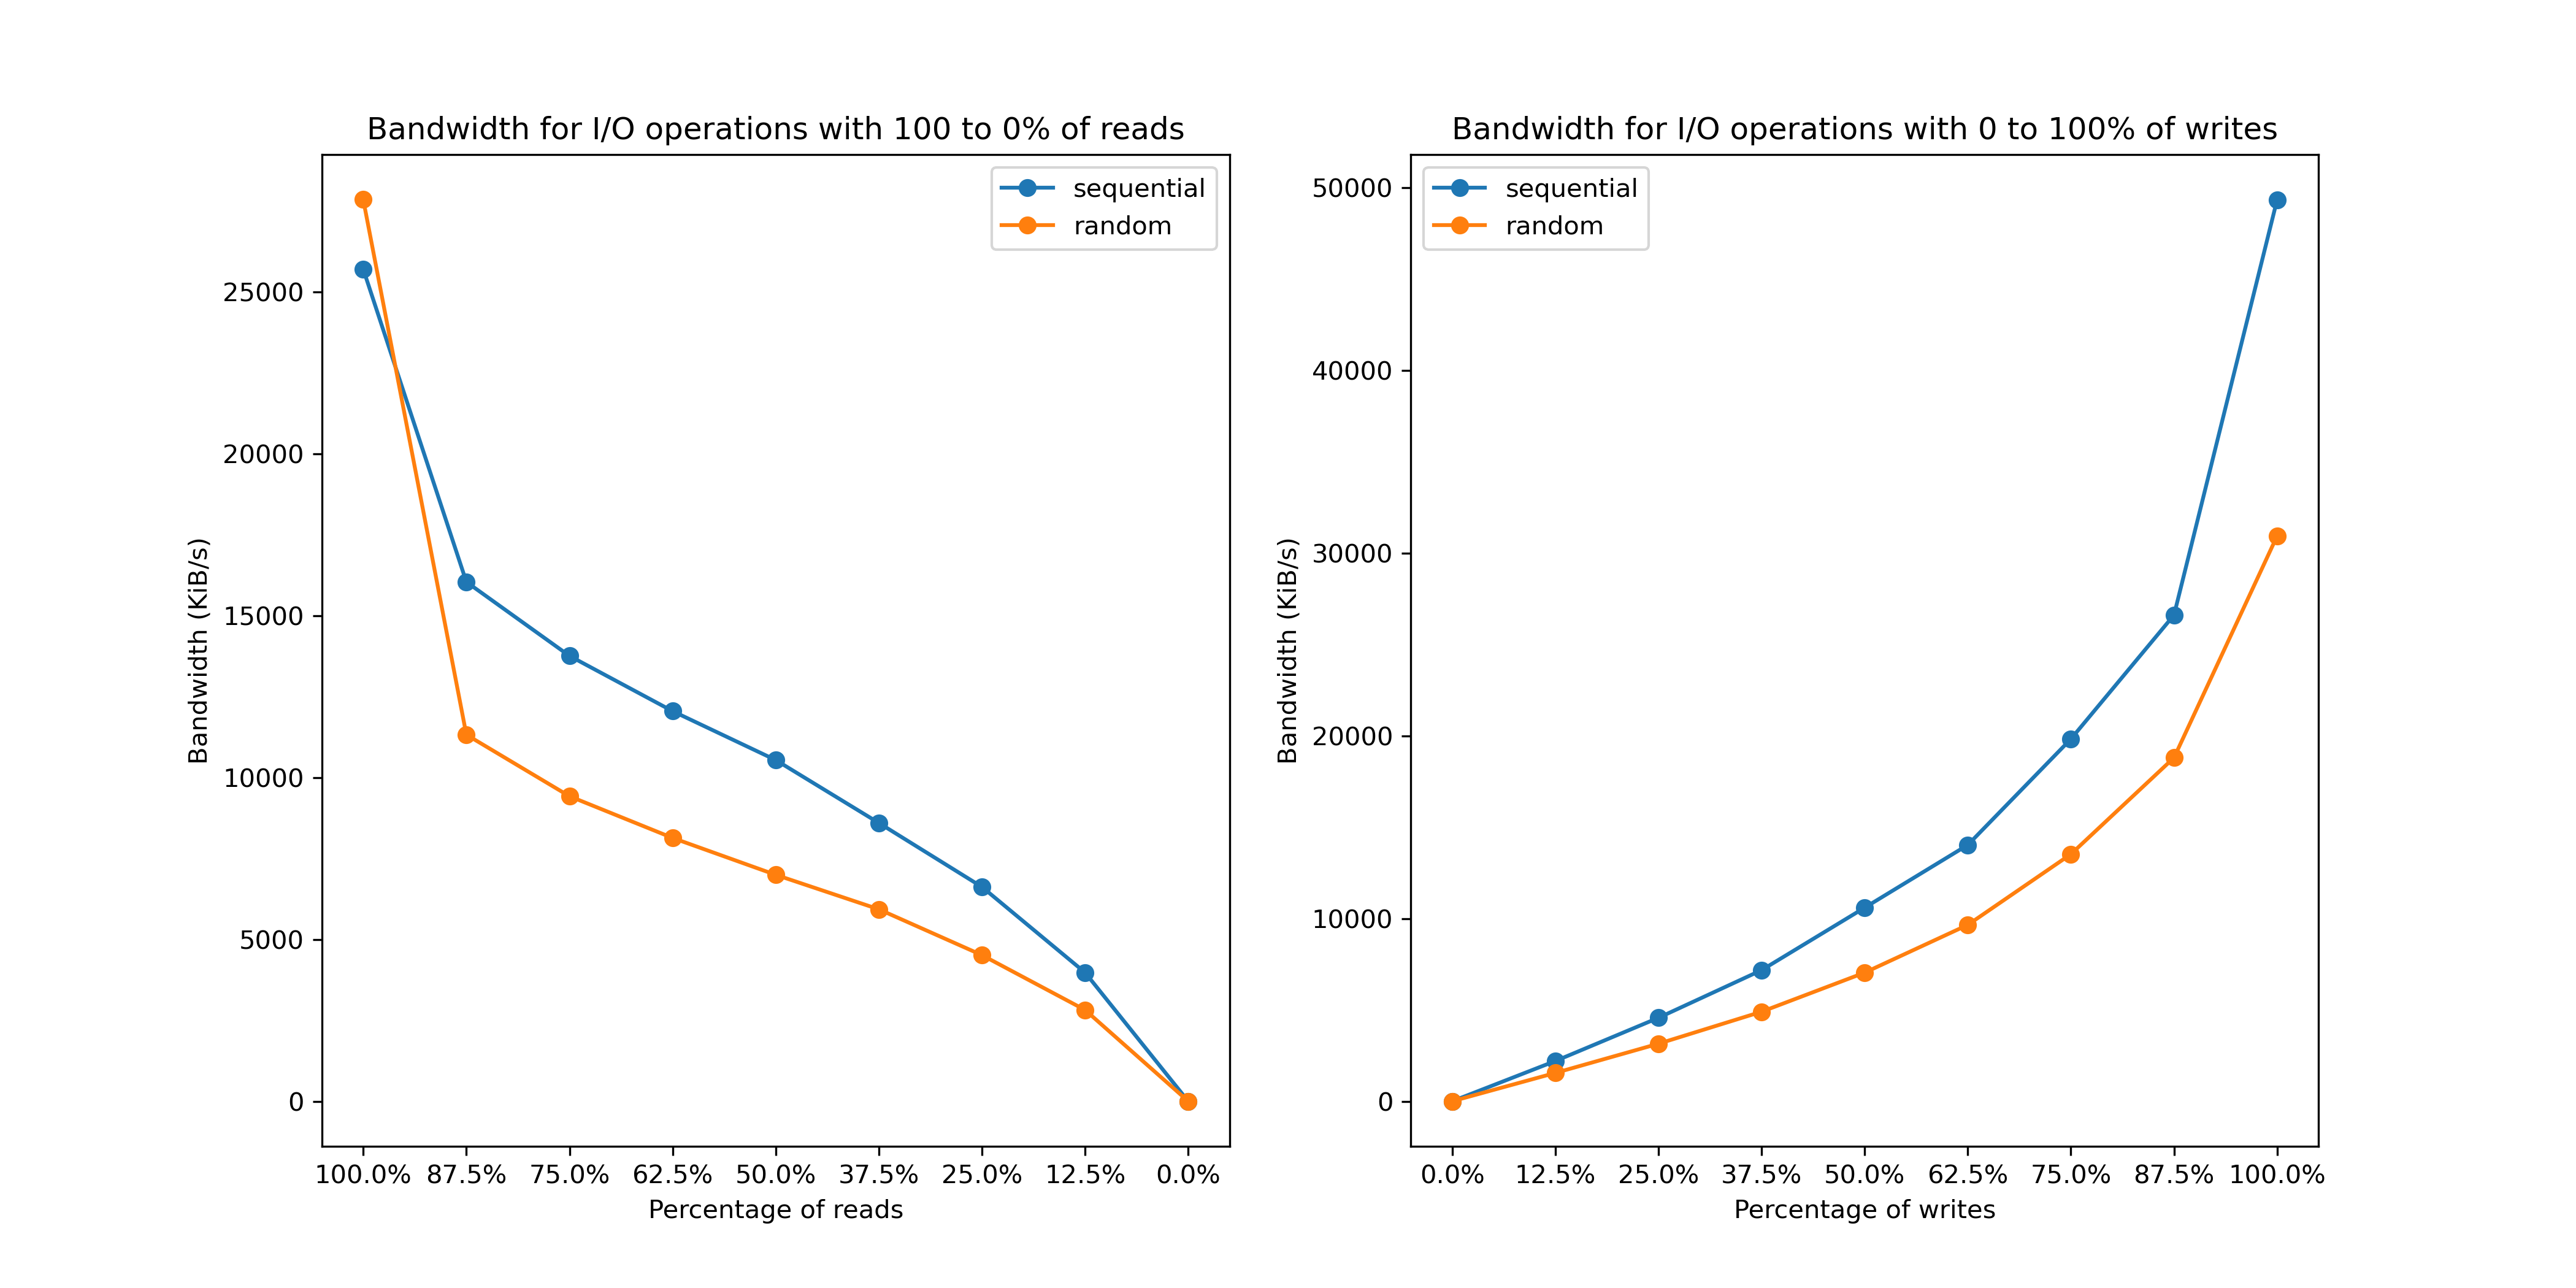 Bandwidth for I/O operations with 100 to 0% of reads
sequential
random
25000
20000
15000
10000
5000
0
Bandwidth (KiB/s)
100.0% 87.5% 75.0% 62.5% 50.0% 37.5% 25.0% 12.5% 0.0%
Percentage of reads
Bandwidth for I/O operations with 0 to 100% of writes
sequential
random
50000
40000
30000
20000
10000
0
Bandwidth (KiB/s)
0.0% 12.5% 25.0% 37.5% 50.0% 62.5% 75.0% 87.5% 100.0%
Percentage of writes